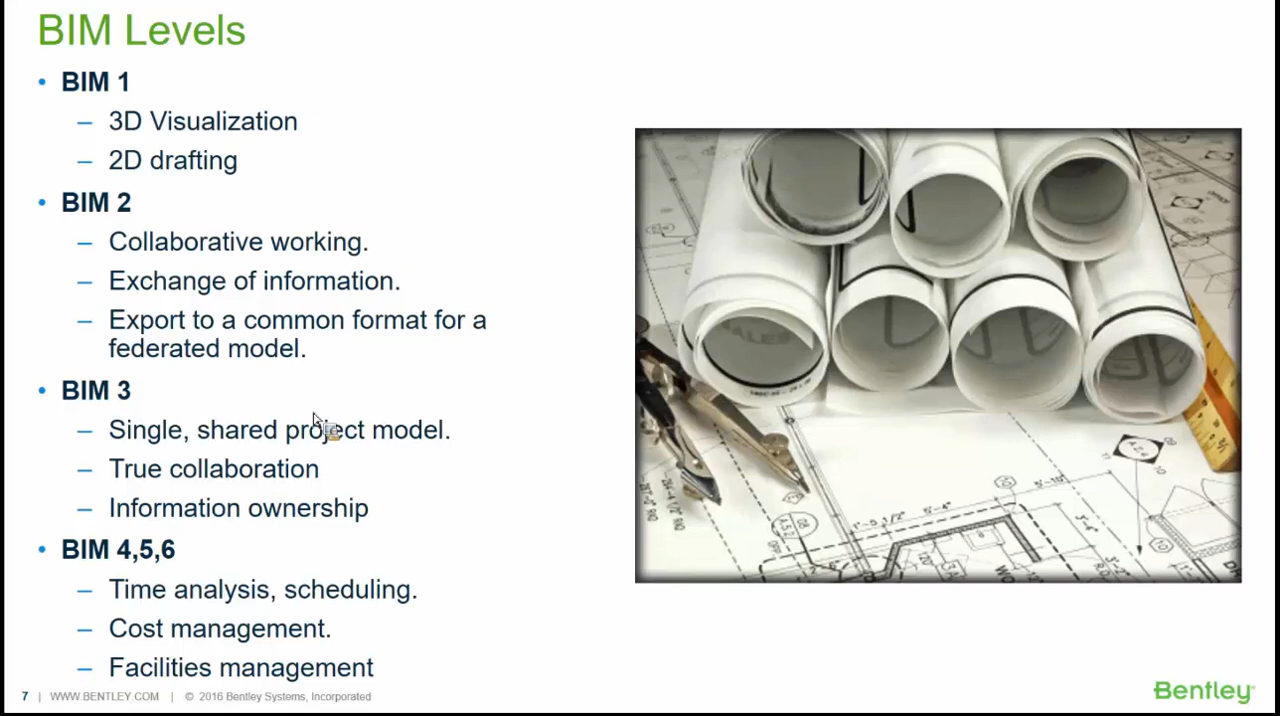 BIM Levels
• BIM 1
– 3D Visualization
– 2D drafting
• BIM 2
– Collaborative working.
– Exchange of information.
– Export to a common format for a
federated model.
• BIM 3
– Single, shared project model.
– True collaboration
– Information ownership
• BIM 4,5,6
– Time analysis, scheduling.
– Cost management.
– Facilities management
7 | WWW.BENTLEY.COM | © 2016 Bentley Systems, Incorporated
Bentley